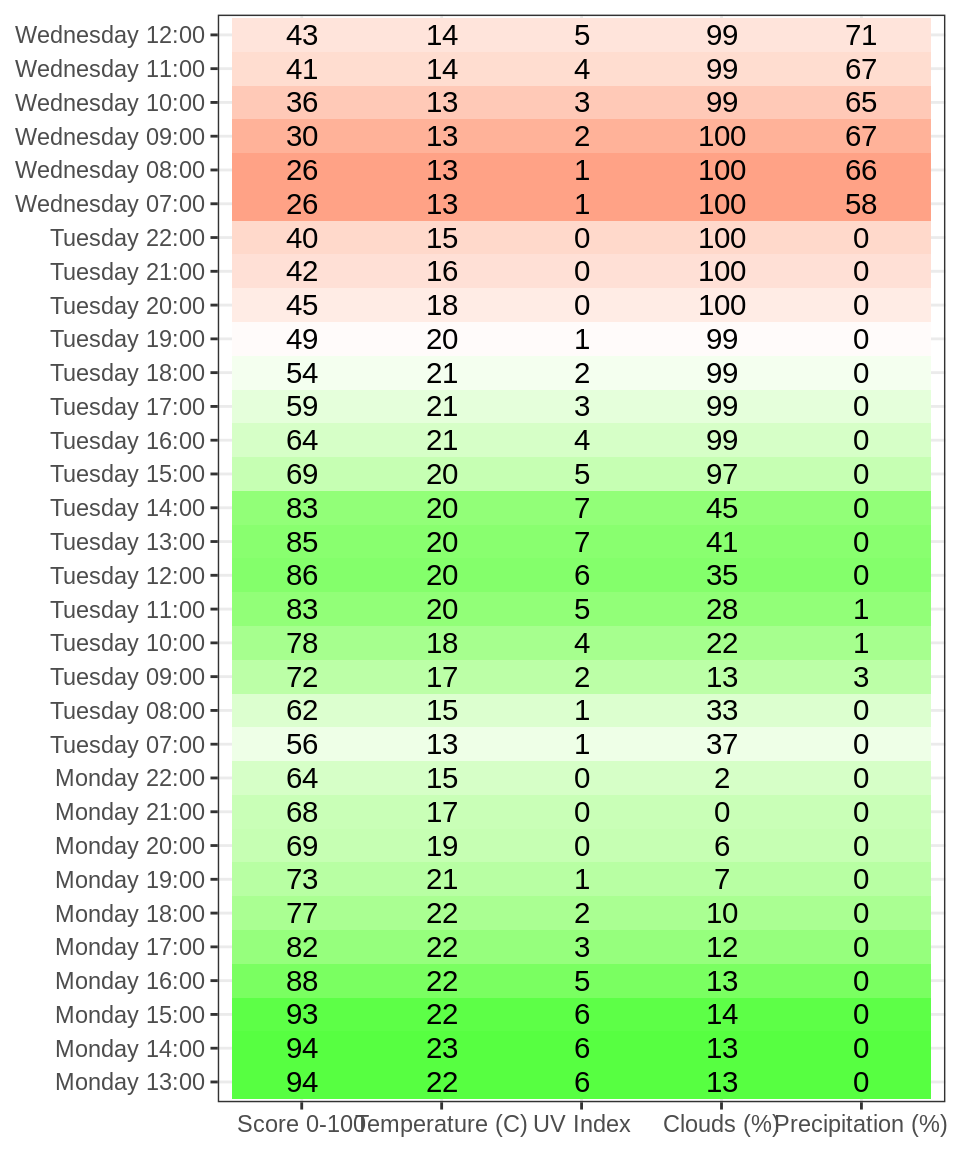 Wednesday 12:00 43 14 5 99 71
Wednesday 11:00 41 14 4 99 67
Wednesday 10:00 36 13 3 99 65
Wednesday 09:00 30 13 2 100 67
Wednesday 08:00 26 13 1 100 66
Wednesday 07:00 26 13 1 100 58
Tuesday 22:00 40 15 0 100 0
Tuesday 21:00 42 16 0 100 0
Tuesday 20:00 45 18 0 100 0
Tuesday 19:00 49 20 1 99 0
Tuesday 18:00 54 21 2 99 0
Tuesday 17:00 59 21 3 99 0
Tuesday 16:00 64 21 4 99 0
Tuesday 15:00 69 20 5 97 0
Tuesday 14:00 83 20 7 45 0
Tuesday 13:00 85 20 7 41 0
Tuesday 12:00 86 20 6 35 0
Tuesday 11:00 83 20 5 28 1
Tuesday 10:00 78 18 4 22 1
Tuesday 09:00 72 17 2 13 3
Tuesday 08:00 62 15 1 33 0
Tuesday 07:00 56 13 1 37 0
Monday 22:00 64 15 0 2 0
Monday 21:00 68 17 0 0 0
Monday 20:00 69 19 0 6 0
Monday 19:00 73 21 1 7 0
Monday 18:00 77 22 2 10 0
Monday 17:00 82 22 3 12 0
Monday 16:00 88 22 5 13 0
Monday 15:00 93 22 6 14 0
Monday 14:00 94 23 6 13 0
Monday 13:00 94 22 6 13 0
Score 0-100 Temperature (C) UV Index Clouds (%) Precipitation (%)